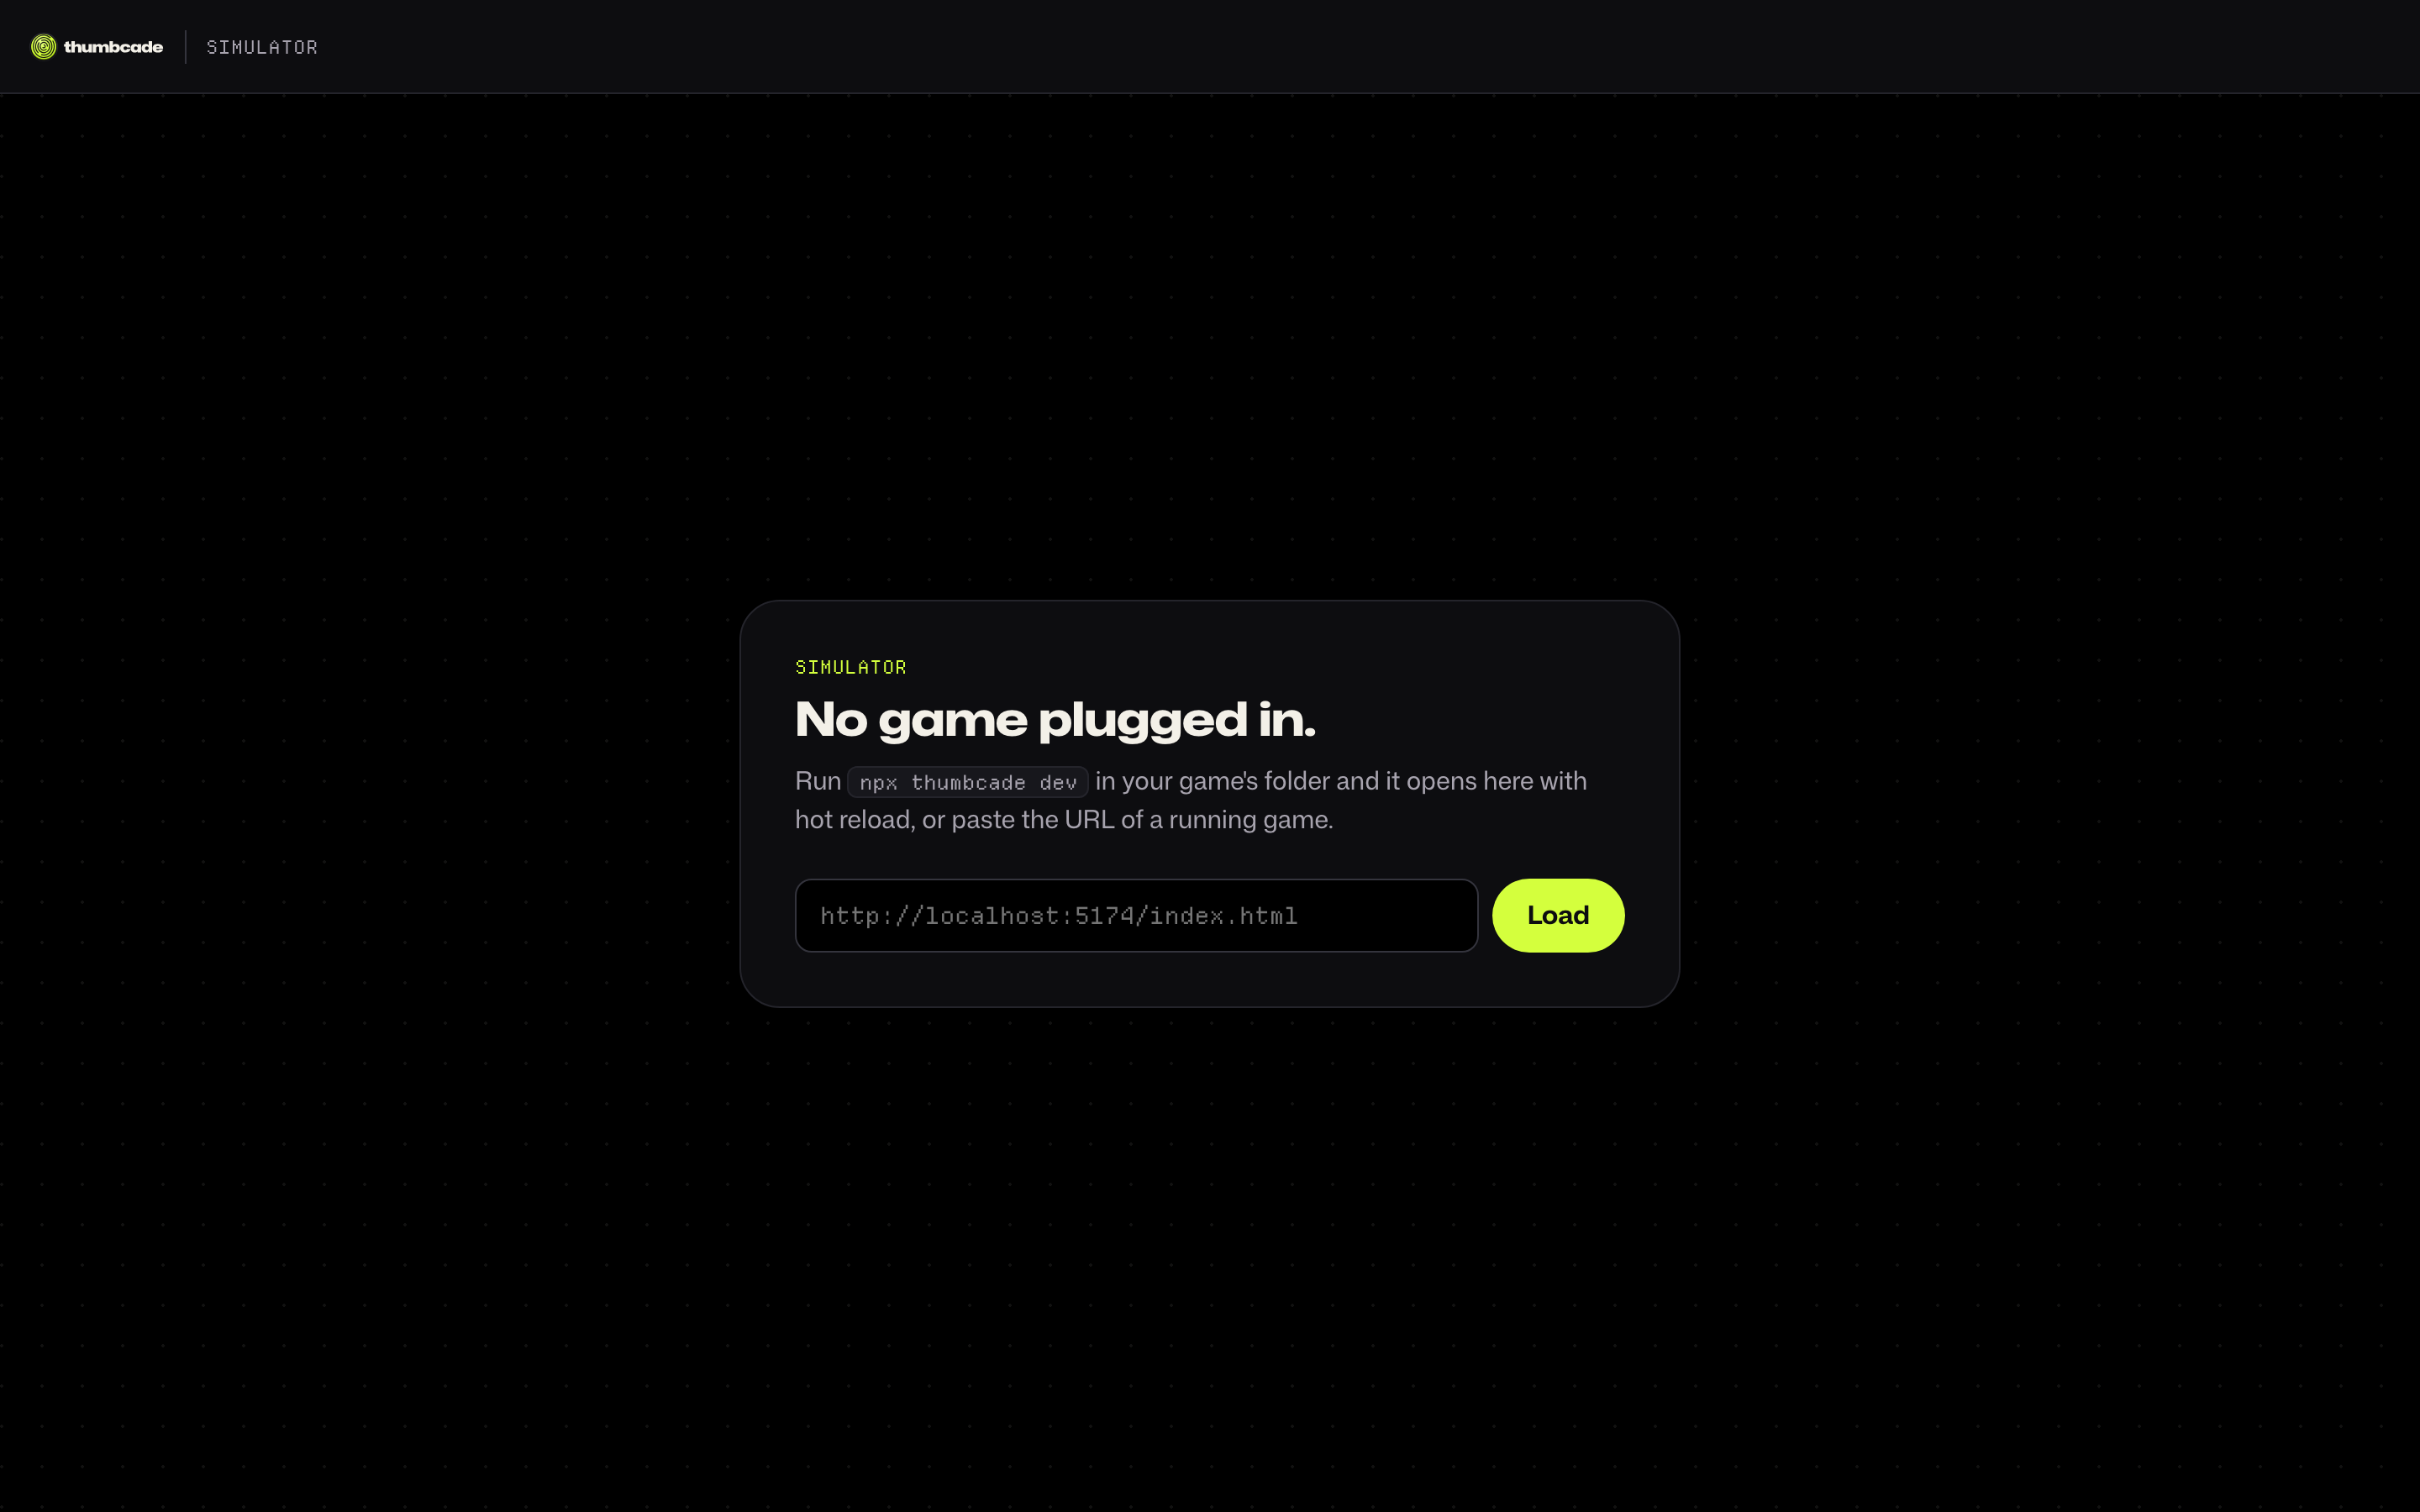 thumbcade SIMULATOR
SIMULATOR
No game plugged in.
Run npx thumbcade dev in your game's folder and it opens here with
hot reload, or paste the URL of a running game.
http://localhost:5174/index.html Load